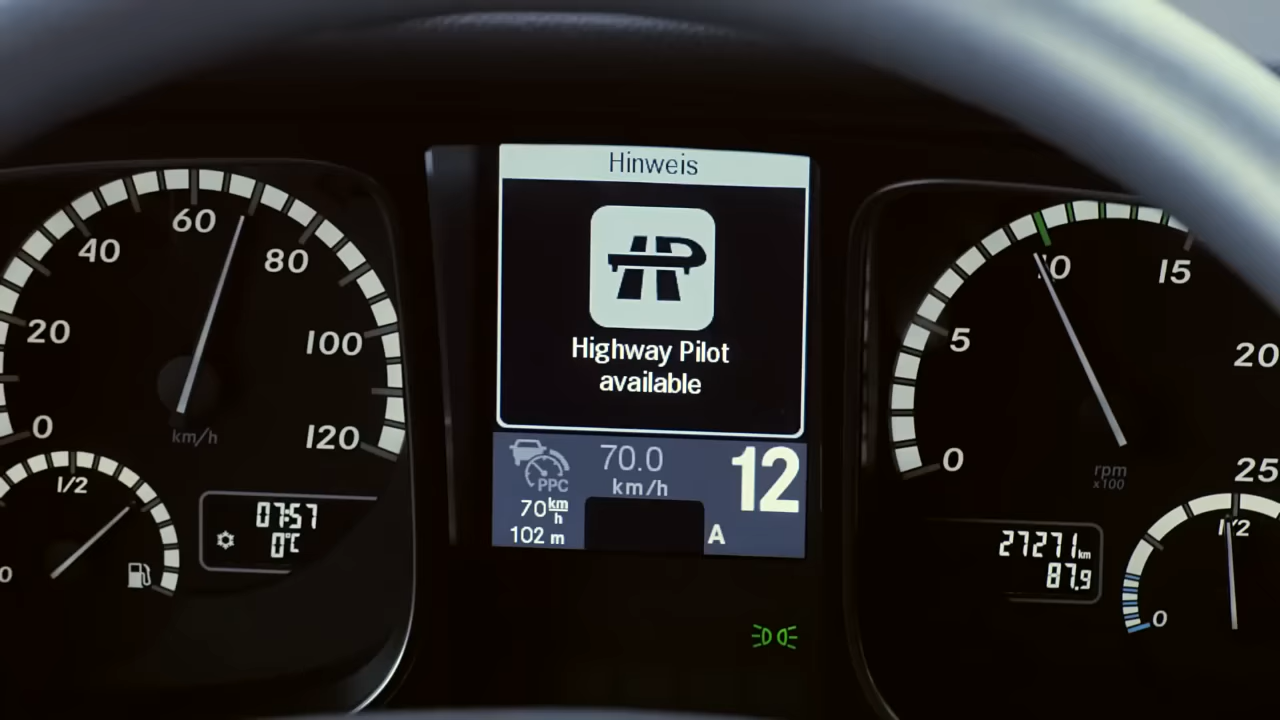 Hinweis
Highway Pilot
available
PPC
70.0
km/h
70 km/h
102 m
12
A
0
20
40
60
80
100
120
km/h
1/2
0
07:57
0°C
0
5
10
15
20
25
rpm
x100
27271 km
87.9
1/2
0